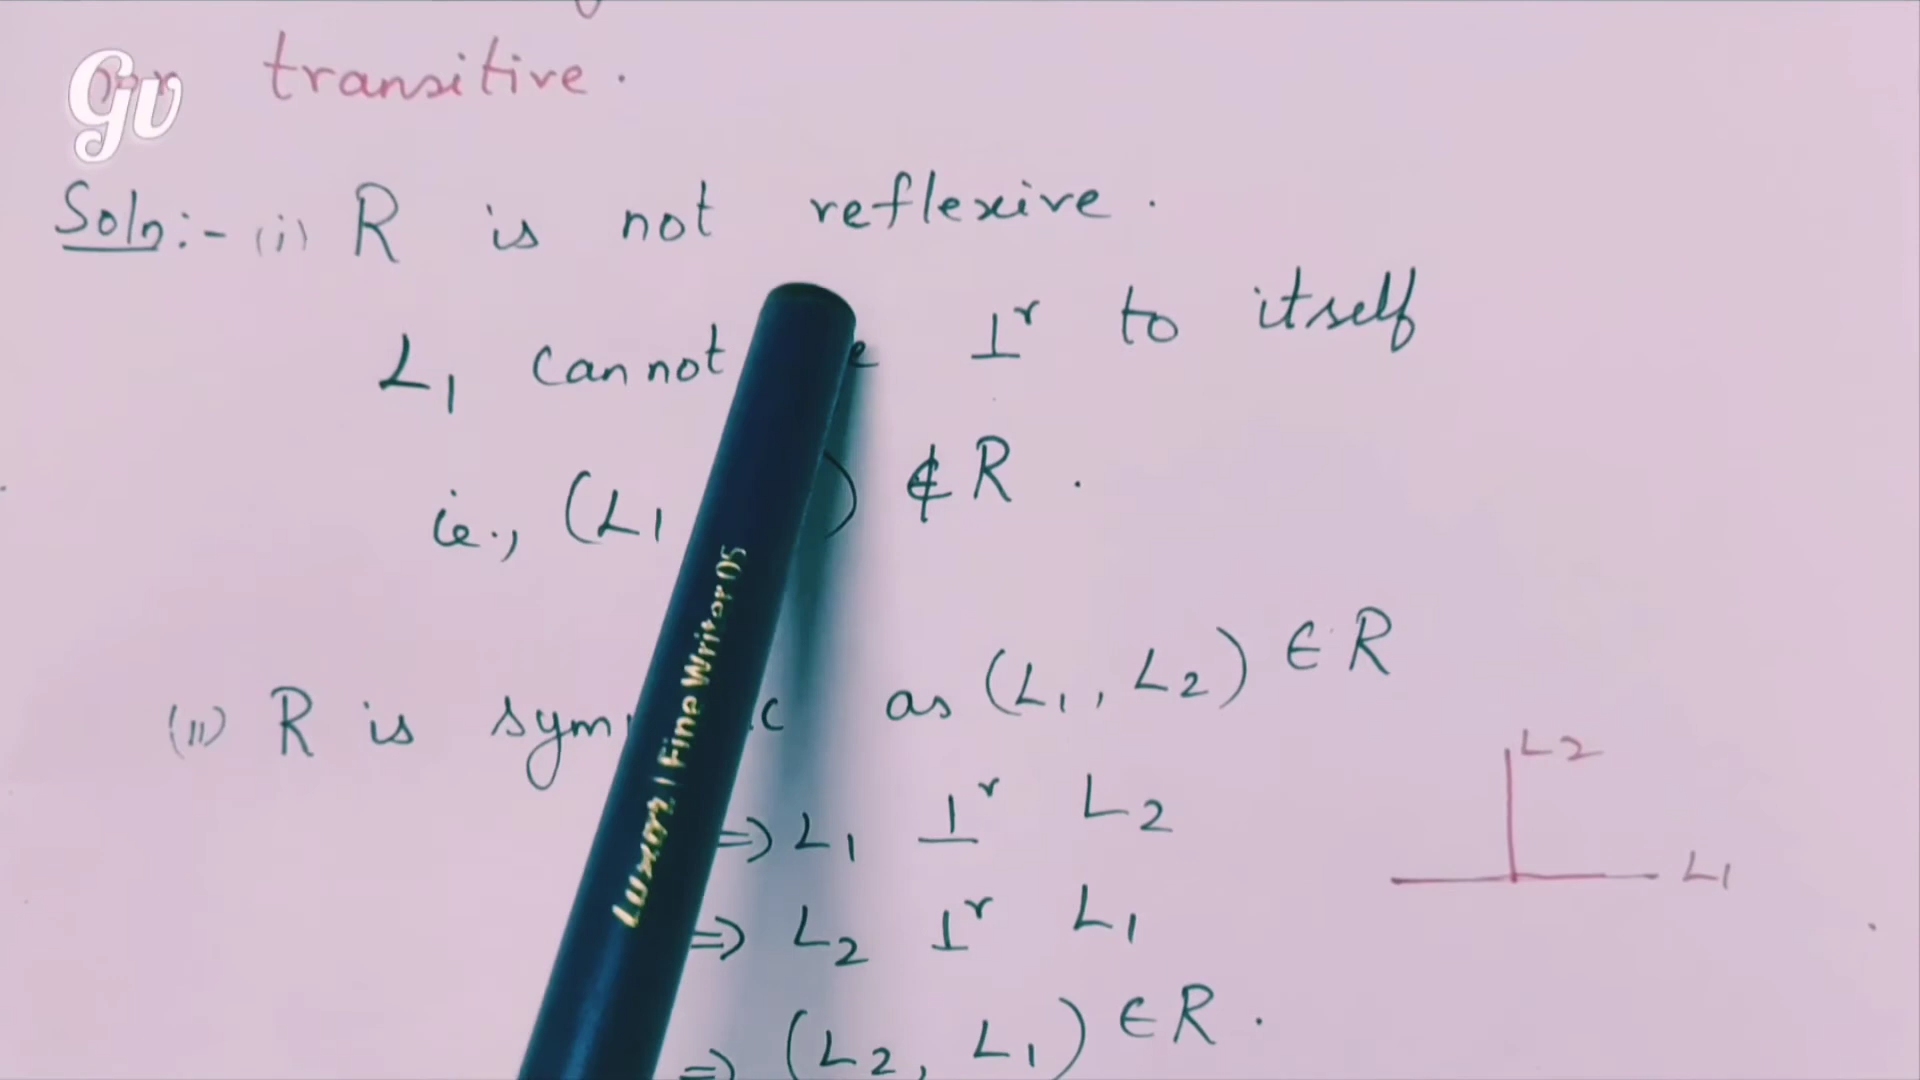 Gv transitive.
Soln:- (i) R is not reflexive.
L1 cannot ⊥r to itself
ie., (L1 ) ∉ R.
(ii) R is as (L1, L2) ∈ R
L2
⇒ L1 ⊥r L2
L1
⇒ L2 ⊥r L1
⇒ (L2, L1) ∈ R.
Luxor | Fine Writer 05